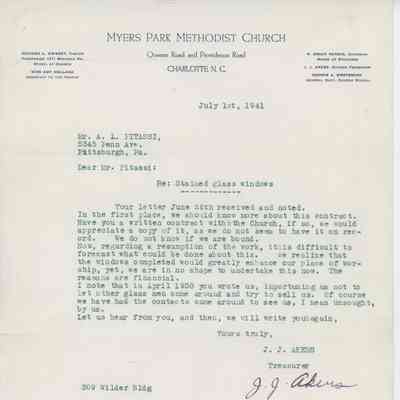 MYERS PARK METHODIST CHURCH
Queens Road and Providence Road
CHARLOTTE N. C.
July 1st, 1941
Mr. A. L. PITASSI,
5345 Penn Ave.
Pittsburgh, Pa.
Dear Mr. Pitassi:
Re: Stained glass windows
Your letter June 24th received and noted.
In the first place, we should know more about this contract.
Have you a written contract with the Church, if so, we would
appreciate a copy of it, as we do not seem to have it on rec-
ord. We do not know if we are bound.
Now, regarding a resumption of the work, it is difficult to
forecast what could be done about this. we realize that
the windows completed would greatly enhance our place of wor-
ship, yet, we are in no shape to undertake this now. The
reasons are financial.
I note that in April 1930 you wrote us, importuning us not to
let other glass men come around and try to sell us. Of course
we have had the contacts come around to see us, I mean unsought,
by us.
Let us hear from you, and then, we will write you again.
Yours truly,
J. J. AKERS
Treasurer
309 Wilder Bldg
J. J. Akers